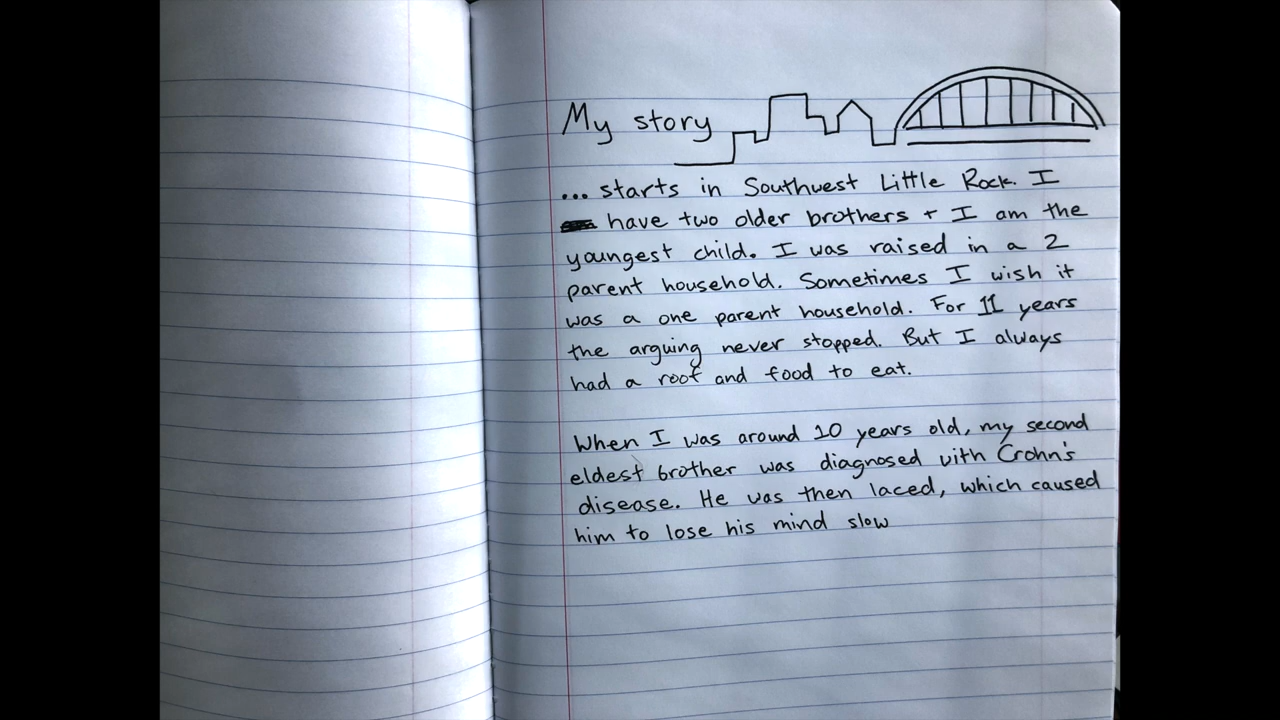 My story
... starts in Southwest Little Rock. I
have two older brothers + I am the
youngest child. I was raised in a 2
parent household. Sometimes I wish it
was a one parent household. For 11 years
the arguing never stopped. But I always
had a roof and food to eat.
When I was around 10 years old, my second
eldest brother was diagnosed with Crohn's
disease. He was then laced, which caused
him to lose his mind slow